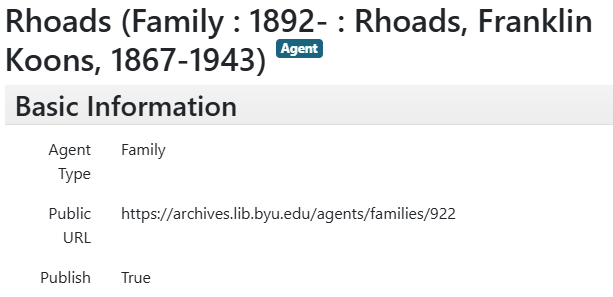 Rhoads (Family : 1892- : Rhoads, Franklin
Koons, 1867-1943) Agent
Basic Information
Agent Type Family
Public URL https://archives.lib.byu.edu/agents/families/922
Publish True